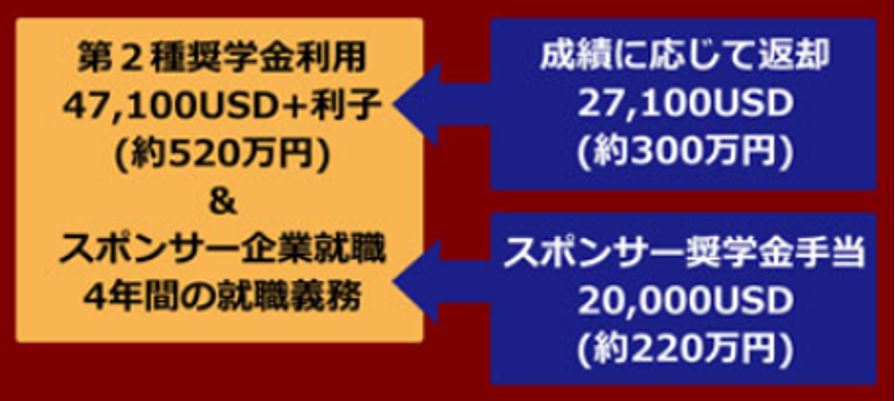 第２種奨学金利用
47,100USD+利子
(約520万円)
&
スポンサー企業就職
4年間の就職義務
成績に応じて返却
27,100USD
(約300万円)
スポンサー奨学金手当
20,000USD
(約220万円)